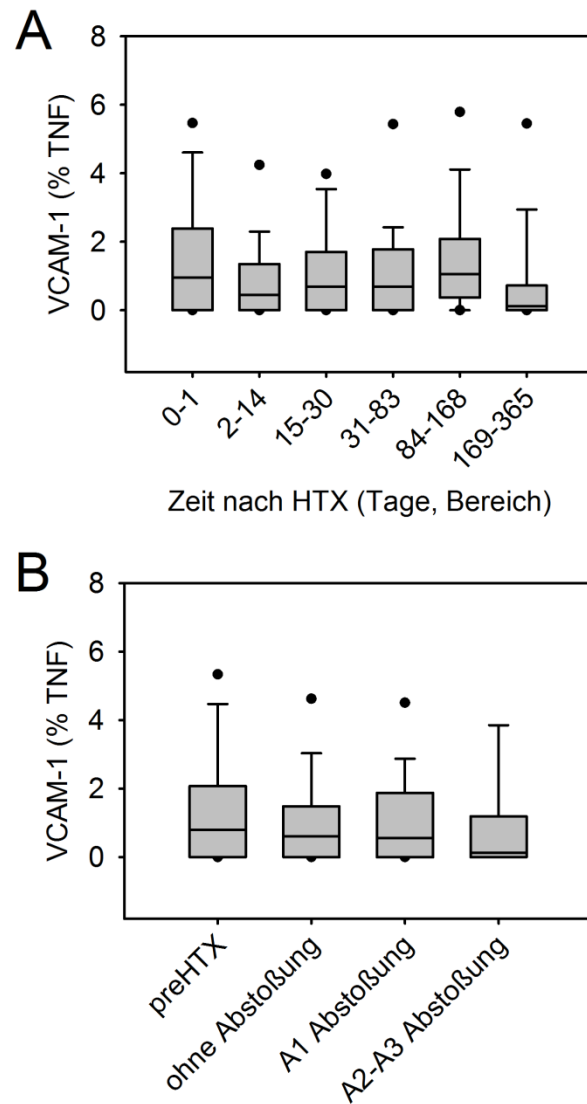 A
VCAM-1 (% TNF)
8
6
4
2
0
0-1
2-14
15-30
31-83
84-168
169-365
Zeit nach HTX (Tage, Bereich)
B
VCAM-1 (% TNF)
8
6
4
2
0
preHTX
ohne Abstoßung
A1 Abstoßung
A2-A3 Abstoßung